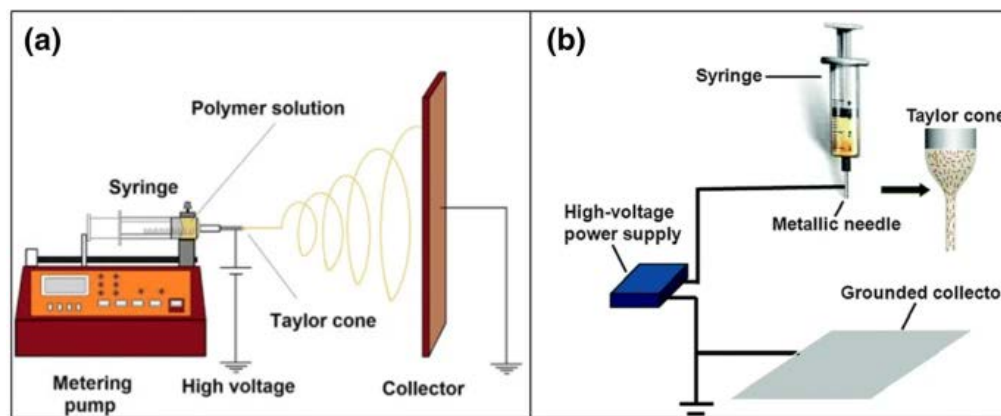 (a)
Polymer solution
Syringe
Taylor cone
Metering
pump
High voltage
Collector
(b)
Syringe
Taylor cone
Metallic needle
High-voltage
power supply
Grounded collecto